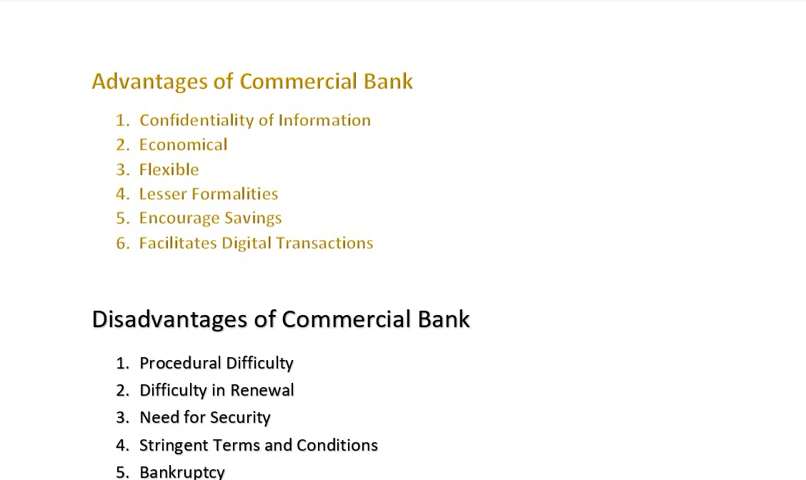 Advantages of Commercial Bank
1. Confidentiality of Information
2. Economical
3. Flexible
4. Lesser Formalities
5. Encourage Savings
6. Facilitates Digital Transactions
Disadvantages of Commercial Bank
1. Procedural Difficulty
2. Difficulty in Renewal
3. Need for Security
4. Stringent Terms and Conditions
5. Bankruptcy